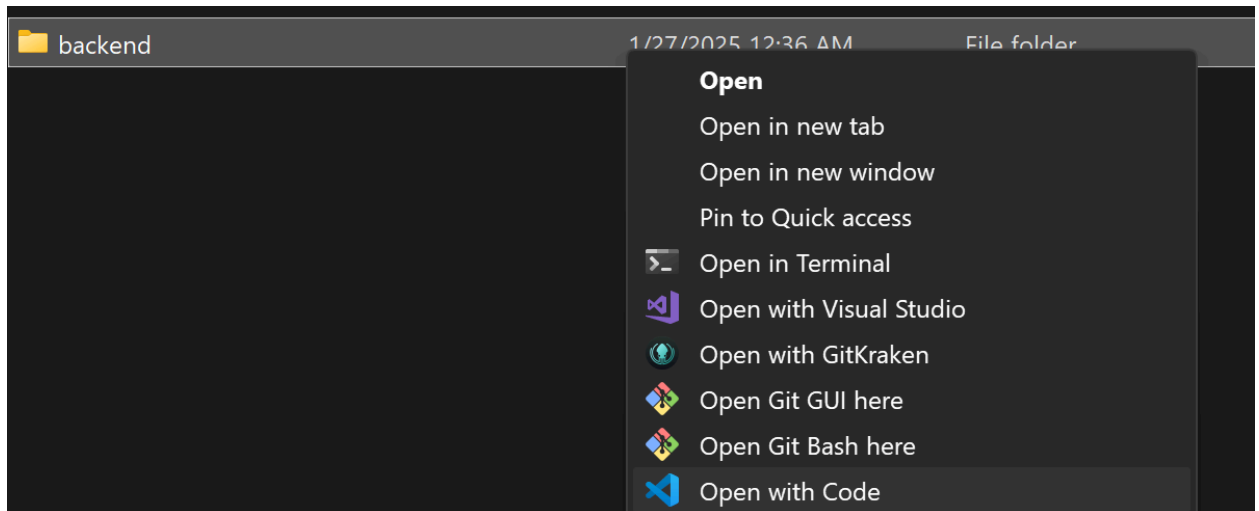 backend 1/27/2025 12:36 AM File folder
Open
Open in new tab
Open in new window
Pin to Quick access
Open in Terminal
Open with Visual Studio
Open with GitKraken
Open Git GUI here
Open Git Bash here
Open with Code